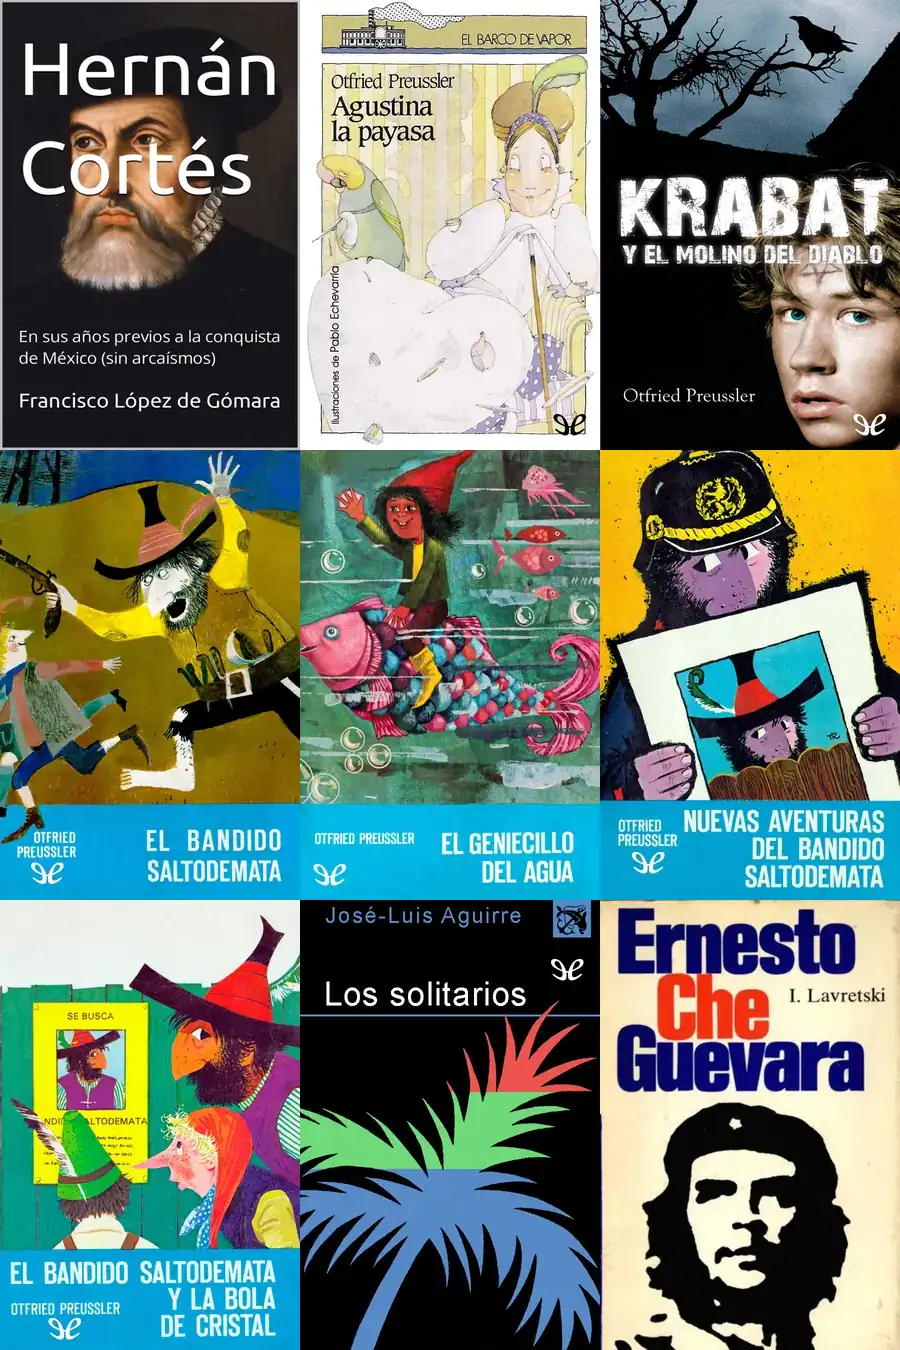 Hernán
Cortés
En sus años previos a la conquista
de México (sin arcaísmos)
Francisco López de Gómara
EL BARCO DE VAPOR
Otfried Preussler
Agustina
la payasa
Ilustraciones de Pablo Echevarría
KRABAT
Y EL MOLINO DEL DIABLO
Otfried Preussler
OTFRIED
PREUSSLER
EL BANDIDO
SALTODEMATA
OTFRIED PREUSSLER
EL GENIECILLO
DEL AGUA
OTFRIED
PREUSSLER
NUEVAS AVENTURAS
DEL BANDIDO
SALTODEMATA
SE BUSCA
NDI ALTODEMATA
EL BANDIDO SALTODEMATA
Y LA BOLA
DE CRISTAL
OTFRIED PREUSSLER
José-Luis Aguirre
Los solitarios
Ernesto
Che
Guevara
I. Lavretski